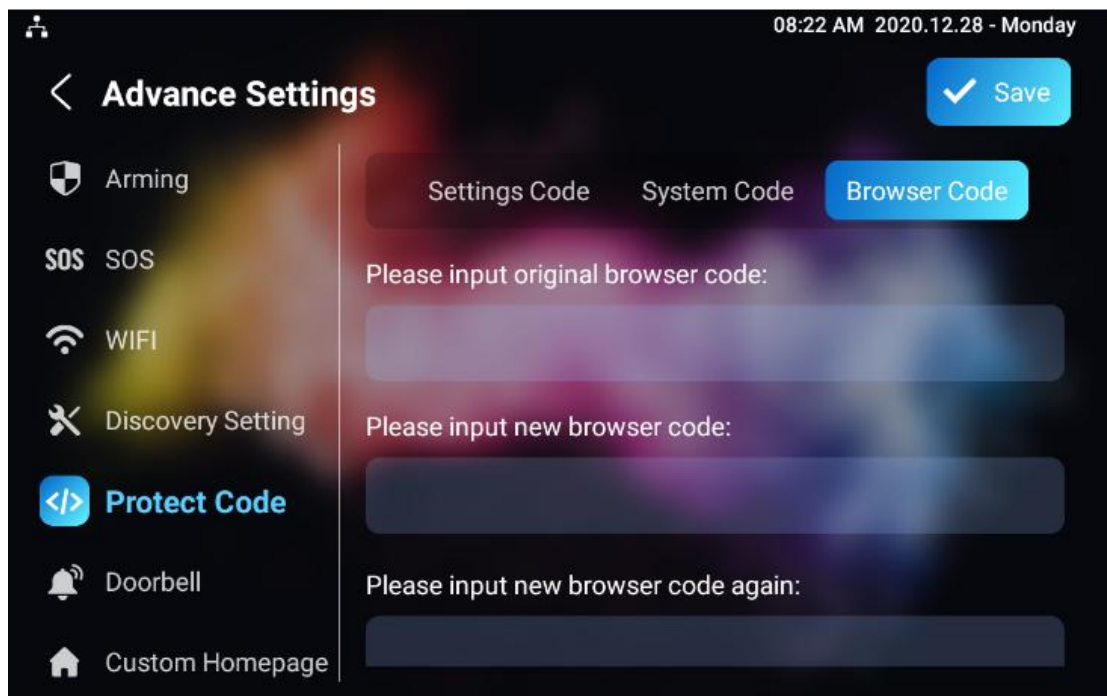 08:22 AM 2020.12.28 - Monday
Advance Settings
Save
Arming
SOS SOS
WIFI
Discovery Setting
</> Protect Code
Doorbell
Custom Homepage
Settings Code System Code Browser Code
Please input original browser code:
Please input new browser code:
Please input new browser code again: